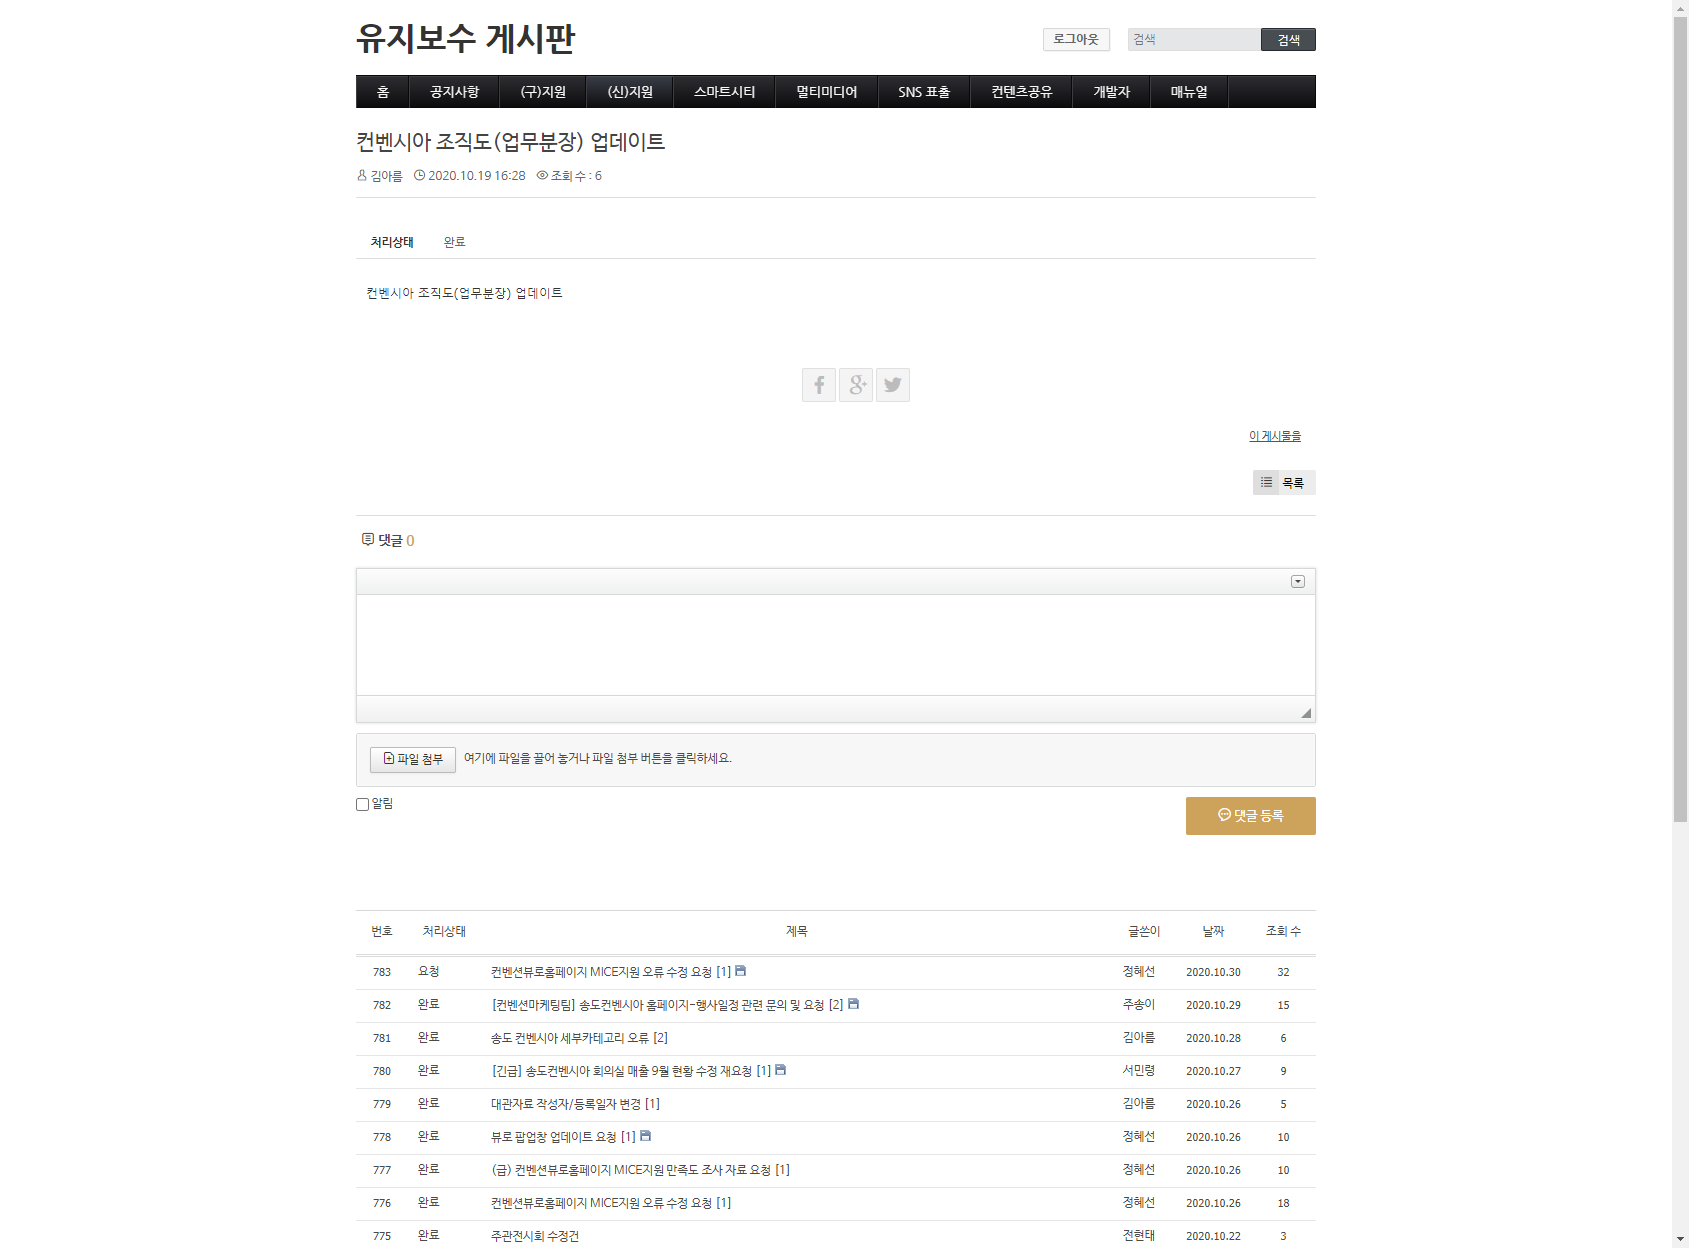 유지보수 게시판
로그아웃 검색 검색
홈 공지사항 (구)지원 (신)지원 스마트시티 멀티미디어 SNS 표출 컨텐츠공유 개발자 매뉴얼
컨벤시아 조직도(업무분장) 업데이트
김아름 2020.10.19 16:28 조회 수 : 6
처리상태 완료
컨벤시아 조직도(업무분장) 업데이트
이 게시물을
목록
댓글 0
파일 첨부 여기에 파일을 끌어 놓거나 파일 첨부 버튼을 클릭하세요.
알림
댓글 등록
번호 처리상태 제목 글쓴이 날짜 조회 수
783 요청 컨벤션뷰로홈페이지 MICE지원 오류 수정 요청 [1] 정혜선 2020.10.30 32
782 완료 [컨벤션마케팅팀] 송도컨벤시아 홈페이지-행사일정 관련 문의 및 요청 [2] 주송이 2020.10.29 15
781 완료 송도 컨벤시아 세부카테고리 오류 [2] 김아름 2020.10.28 6
780 완료 [긴급] 송도컨벤시아 회의실 매출 9월 현황 수정 재요청 [1] 서민령 2020.10.27 9
779 완료 대관자료 작성자/등록일자 변경 [1] 김아름 2020.10.26 5
778 완료 뷰로 팝업창 업데이트 요청 [1] 정혜선 2020.10.26 10
777 완료 (급) 컨벤션뷰로홈페이지 MICE지원 만족도 조사 자료 요청 [1] 정혜선 2020.10.26 10
776 완료 컨벤션뷰로홈페이지 MICE지원 오류 수정 요청 [1] 정혜선 2020.10.26 18
775 완료 주관전시회 수정건 전현태 2020.10.22 3